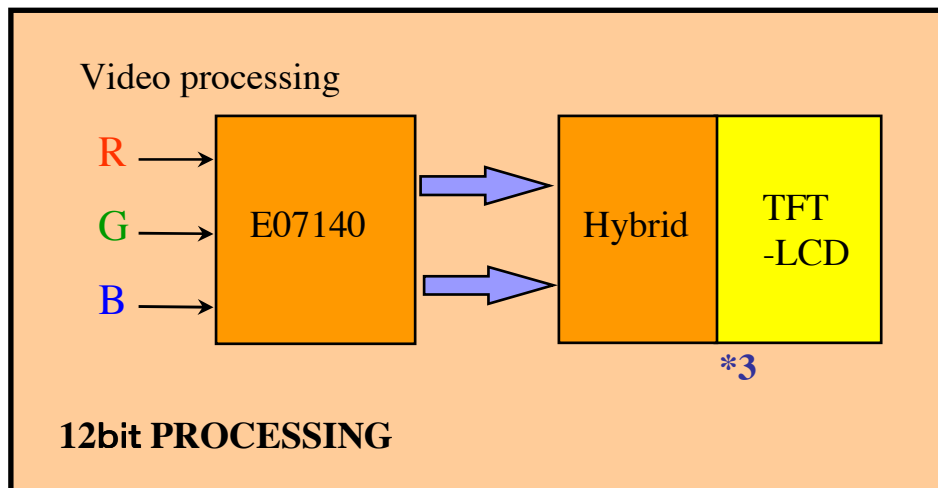 Video processing
R
G
B
E07140
Hybrid
TFT
-LCD
*3
12bit PROCESSING